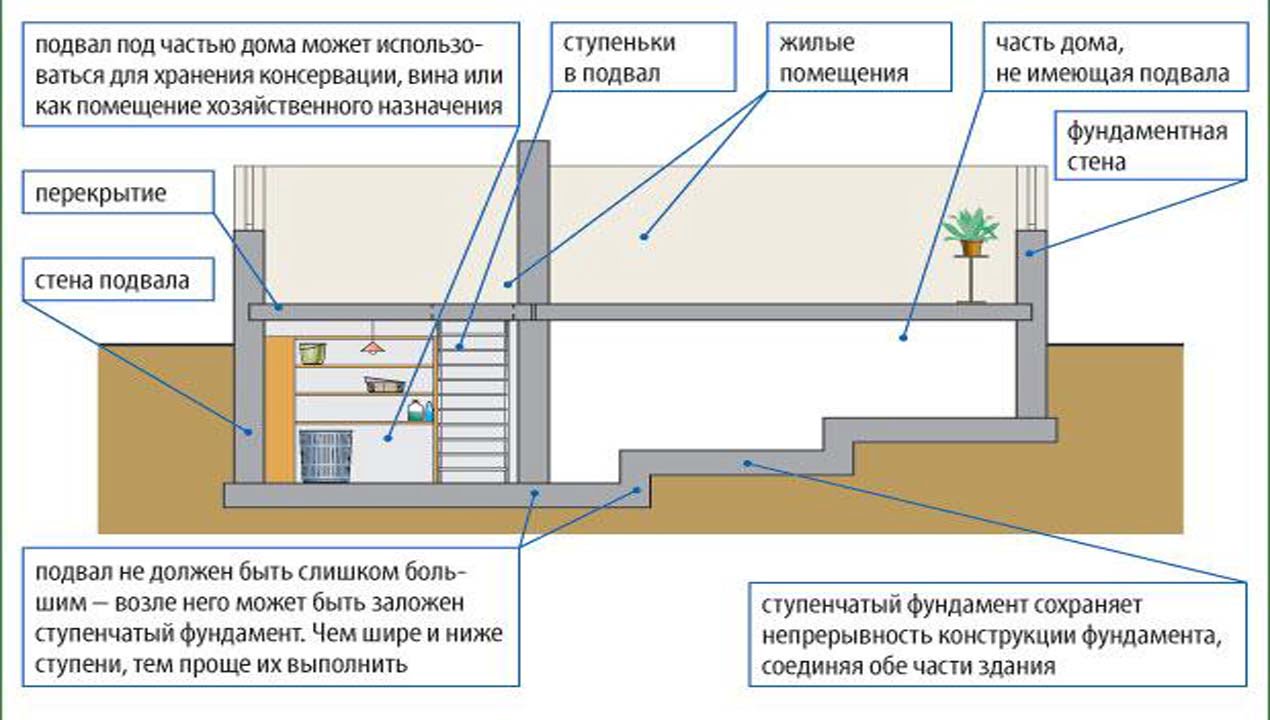 подвал под частью дома может использо-
ваться для хранения консервации, вина или
как помещение хозяйственного назначения
ступеньки
в подвал
жилые
помещения
часть дома,
не имеющая подвала
фундаментная
стена
перекрытие
стена подвала
подвал не должен быть слишком боль-
шим – возле него может быть заложен
ступенчатый фундамент. Чем шире и ниже
ступени, тем проще их выполнить
ступенчатый фундамент сохраняет
непрерывность конструкции фундамента,
соединяя обе части здания